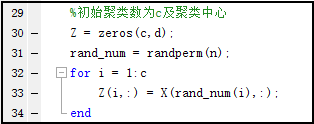 29 %初始聚类数为c及聚类中心
30 - Z = zeros(c,d);
31 - rand_num = randperm(n);
32 - for i = 1:c
33 - Z(i,:) = X(rand_num(i),:);
34 - end